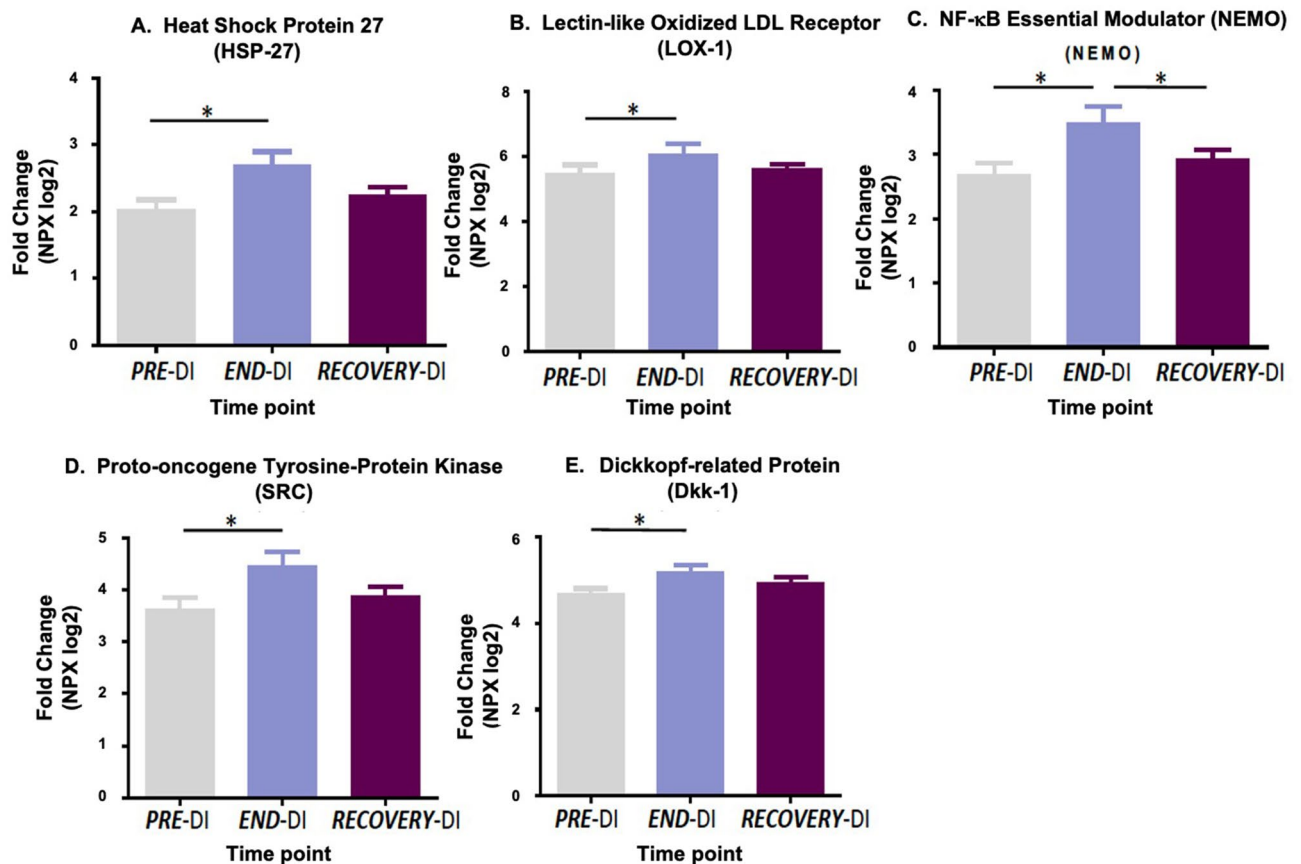 A. Heat Shock Protein 27
(HSP-27)
Fold Change
(NPX log2)
4
3
2
1
0
*
PRE-DI END-DI RECOVERY-DI
Time point
B. Lectin-like Oxidized LDL Receptor
(LOX-1)
Fold Change
(NPX log2)
8
6
4
2
0
*
PRE-DI END-DI RECOVERY-DI
Time point
C. NF-κB Essential Modulator (NEMO)
(NEMO)
Fold Change
(NPX log2)
4
3
2
1
0
* *
PRE-DI END-DI RECOVERY-DI
Time point
D. Proto-oncogene Tyrosine-Protein Kinase
(SRC)
Fold Change
(NPX log2)
5
4
3
2
1
0
*
PRE-DI END-DI RECOVERY-DI
Time point
E. Dickkopf-related Protein
(Dkk-1)
Fold Change
(NPX log2)
6
4
2
0
*
PRE-DI END-DI RECOVERY-DI
Time point